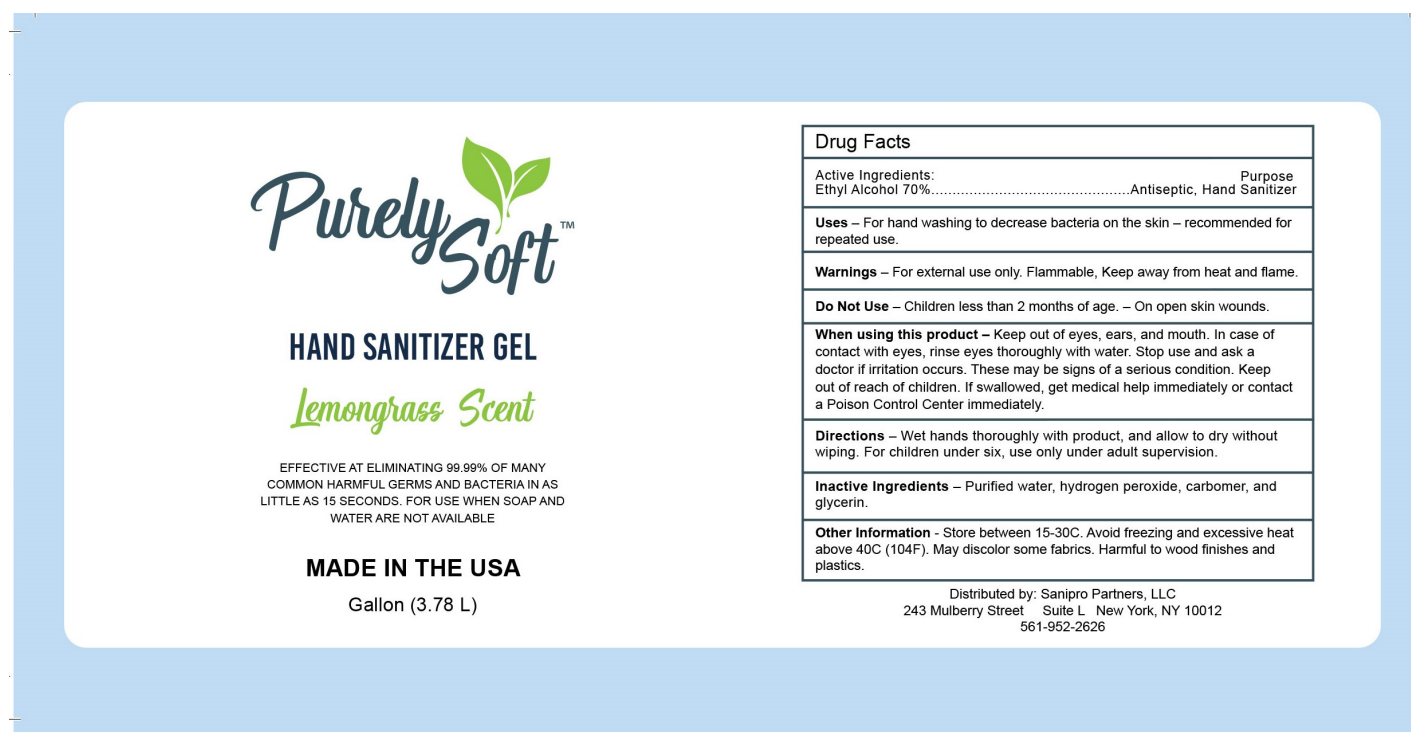 Purely
Soft™
HAND SANITIZER GEL
Lemongrass Scent
EFFECTIVE AT ELIMINATING 99.99% OF MANY
COMMON HARMFUL GERMS AND BACTERIA IN AS
LITTLE AS 15 SECONDS. FOR USE WHEN SOAP AND
WATER ARE NOT AVAILABLE
MADE IN THE USA
Gallon (3.78 L)
Drug Facts
Active Ingredients: Purpose
Ethyl Alcohol 70%...............................................Antiseptic, Hand Sanitizer
Uses – For hand washing to decrease bacteria on the skin – recommended for
repeated use.
Warnings – For external use only. Flammable, Keep away from heat and flame.
Do Not Use – Children less than 2 months of age. – On open skin wounds.
When using this product – Keep out of eyes, ears, and mouth. In case of
contact with eyes, rinse eyes thoroughly with water. Stop use and ask a
doctor if irritation occurs. These may be signs of a serious condition. Keep
out of reach of children. If swallowed, get medical help immediately or contact
a Poison Control Center immediately.
Directions – Wet hands thoroughly with product, and allow to dry without
wiping. For children under six, use only under adult supervision.
Inactive Ingredients – Purified water, hydrogen peroxide, carbomer, and
glycerin.
Other Information - Store between 15-30C. Avoid freezing and excessive heat
above 40C (104F). May discolor some fabrics. Harmful to wood finishes and
plastics.
Distributed by: Sanipro Partners, LLC
243 Mulberry Street Suite L New York, NY 10012
561-952-2626